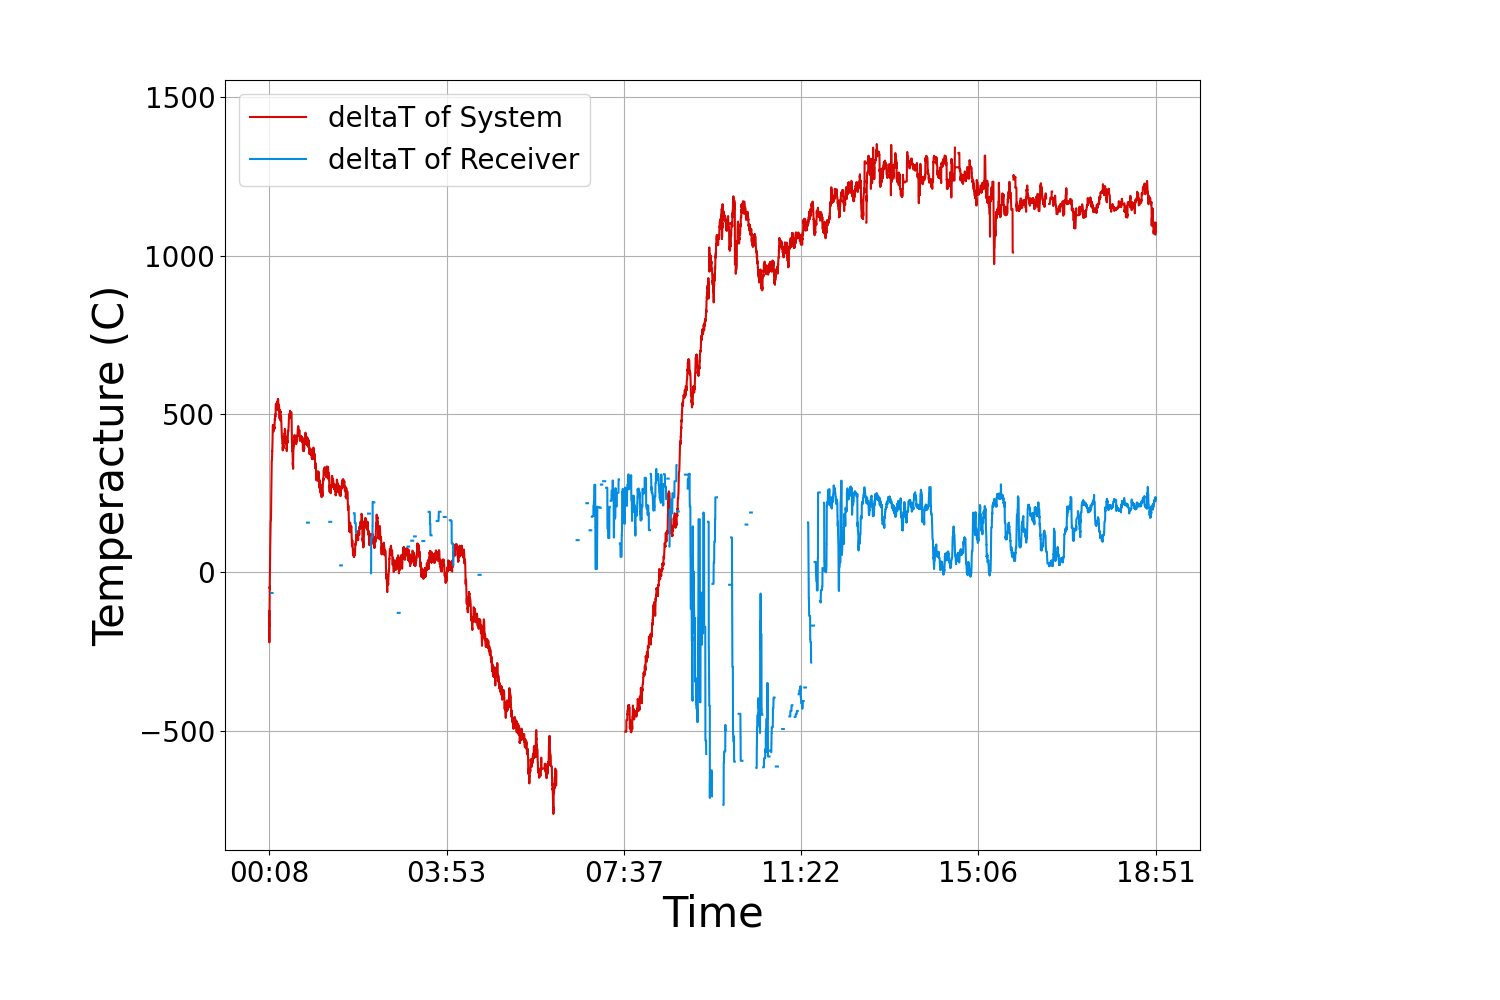 deltaT of System
deltaT of Receiver
Temperacture (C)
1500
1000
500
0
−500
00:08 03:53 07:37 11:22 15:06 18:51
Time